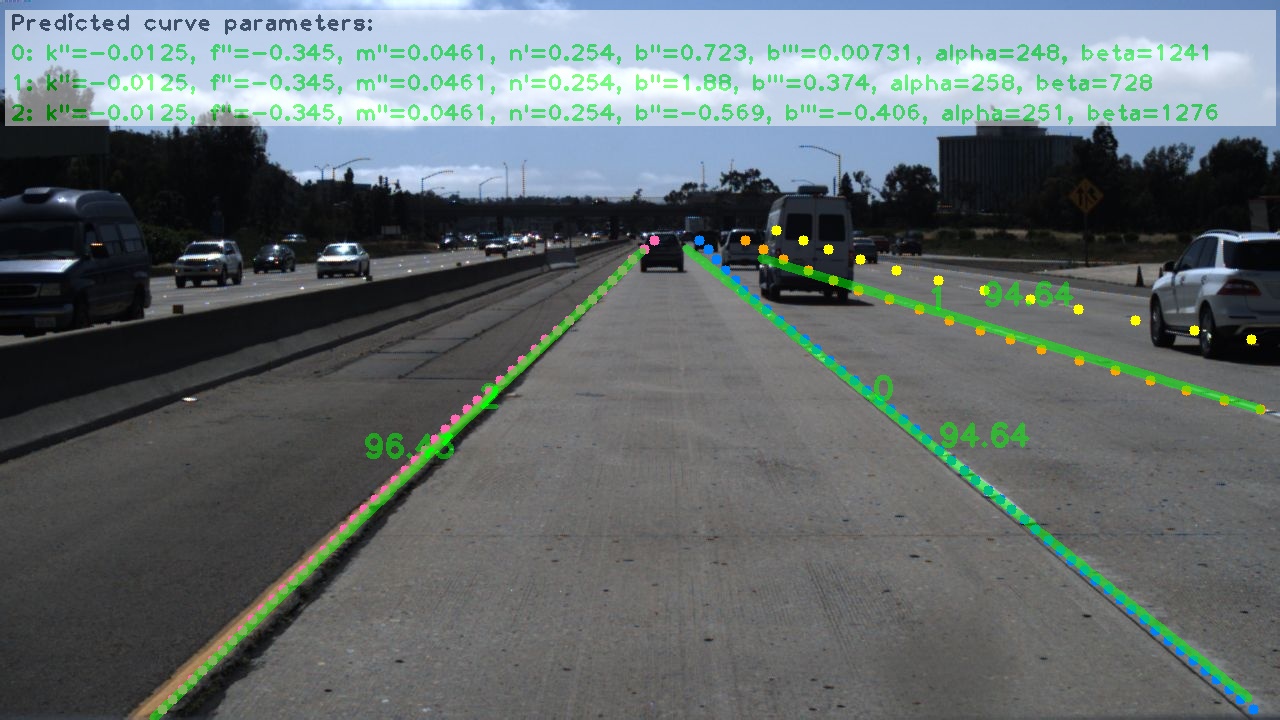 Predicted curve parameters:
0: k''=-0.0125, f''=-0.345, m''=0.0461, n'=0.254, b''=0.723, b'''=0.00731, alpha=248, beta=1241
1: k''=-0.0125, f''=-0.345, m''=0.0461, n'=0.254, b''=1.88, b'''=0.374, alpha=258, beta=728
2: k''=-0.0125, f''=-0.345, m''=0.0461, n'=0.254, b''=-0.569, b'''=-0.406, alpha=251, beta=1276
1 94.64
2
0
96.48
94.64